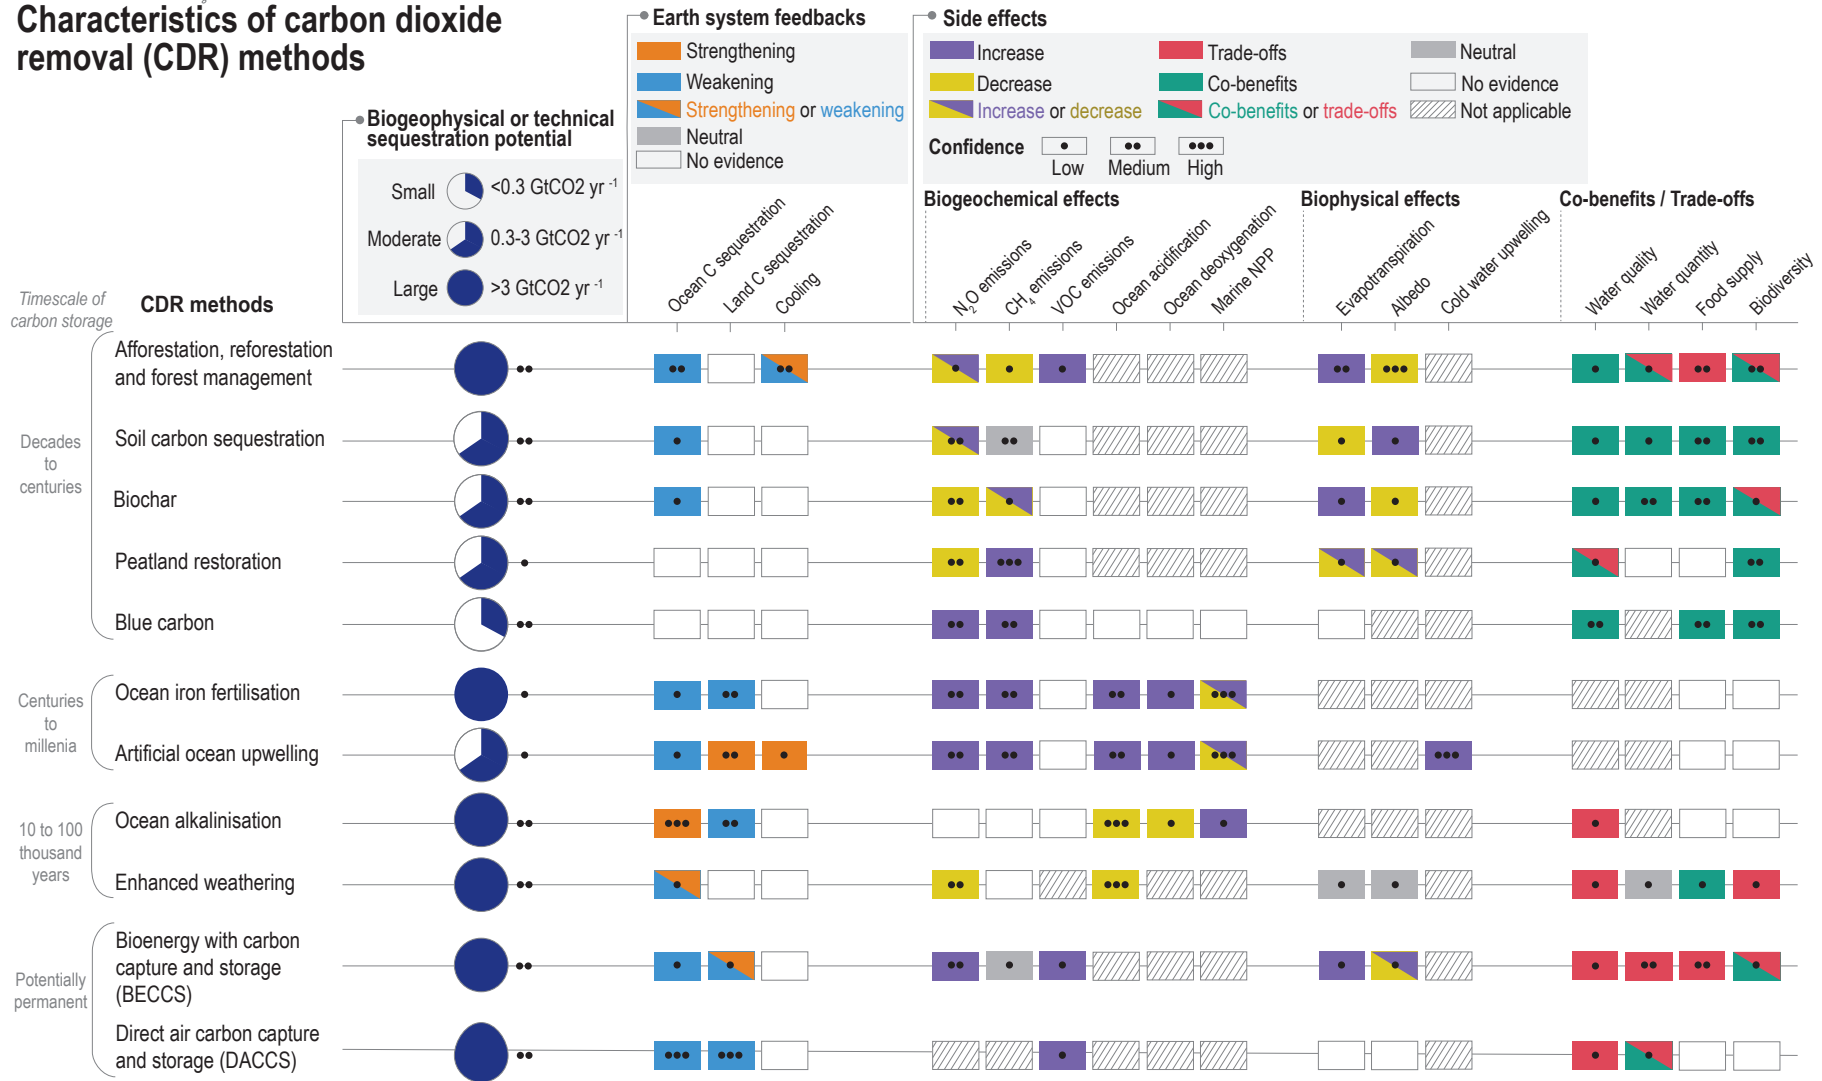 Characteristics of carbon dioxide
removal (CDR) methods
Biogeophysical or technical
sequestration potential
Small <0.3 GtCO2 yr -1
Moderate 0.3-3 GtCO2 yr -1
Large >3 GtCO2 yr -1
Earth system feedbacks
Strengthening
Weakening
Strengthening or weakening
Neutral
No evidence
Side effects
Increase
Decrease
Increase or decrease
Trade-offs
Co-benefits
Co-benefits or trade-offs
Neutral
No evidence
Not applicable
Confidence
Low Medium High
Biogeochemical effects
Biophysical effects
Co-benefits / Trade-offs
Ocean C sequestration
Land C sequestration
Cooling
N2O emissions
CH4 emissions
VOC emissions
Ocean acidification
Ocean deoxygenation
Marine NPP
Evapotranspiration
Albedo
Cold water upwelling
Water quality
Water quantity
Food supply
Biodiversity
Timescale of
carbon storage
CDR methods
Decades
to
centuries
Afforestation, reforestation
and forest management
Soil carbon sequestration
Biochar
Peatland restoration
Blue carbon
Centuries
to
millenia
Ocean iron fertilisation
Artificial ocean upwelling
10 to 100
thousand
years
Ocean alkalinisation
Enhanced weathering
Potentially
permanent
Bioenergy with carbon
capture and storage
(BECCS)
Direct air carbon capture
and storage (DACCS)